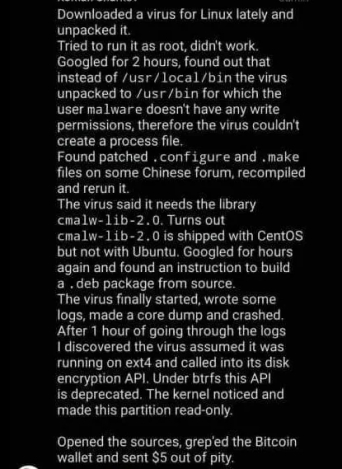 Downloaded a virus for Linux lately and
unpacked it.
Tried to run it as root, didn't work.
Googled for 2 hours, found out that
instead of /usr/local/bin the virus
unpacked to /usr/bin for which the
user malware doesn't have any write
permissions, therefore the virus couldn't
create a process file.
Found patched .configure and .make
files on some Chinese forum, recompiled
and rerun it.
The virus said it needs the library
cmalw-lib-2.0. Turns out
cmalw-lib-2.0 is shipped with CentOS
but not with Ubuntu. Googled for hours
again and found an instruction to build
a .deb package from source.
The virus finally started, wrote some
logs, made a core dump and crashed.
After 1 hour of going through the logs
I discovered the virus assumed it was
running on ext4 and called into its disk
encryption API. Under btrfs this API
is deprecated. The kernel noticed and
made this partition read-only.
Opened the sources, grep'ed the Bitcoin
wallet and sent $5 out of pity.